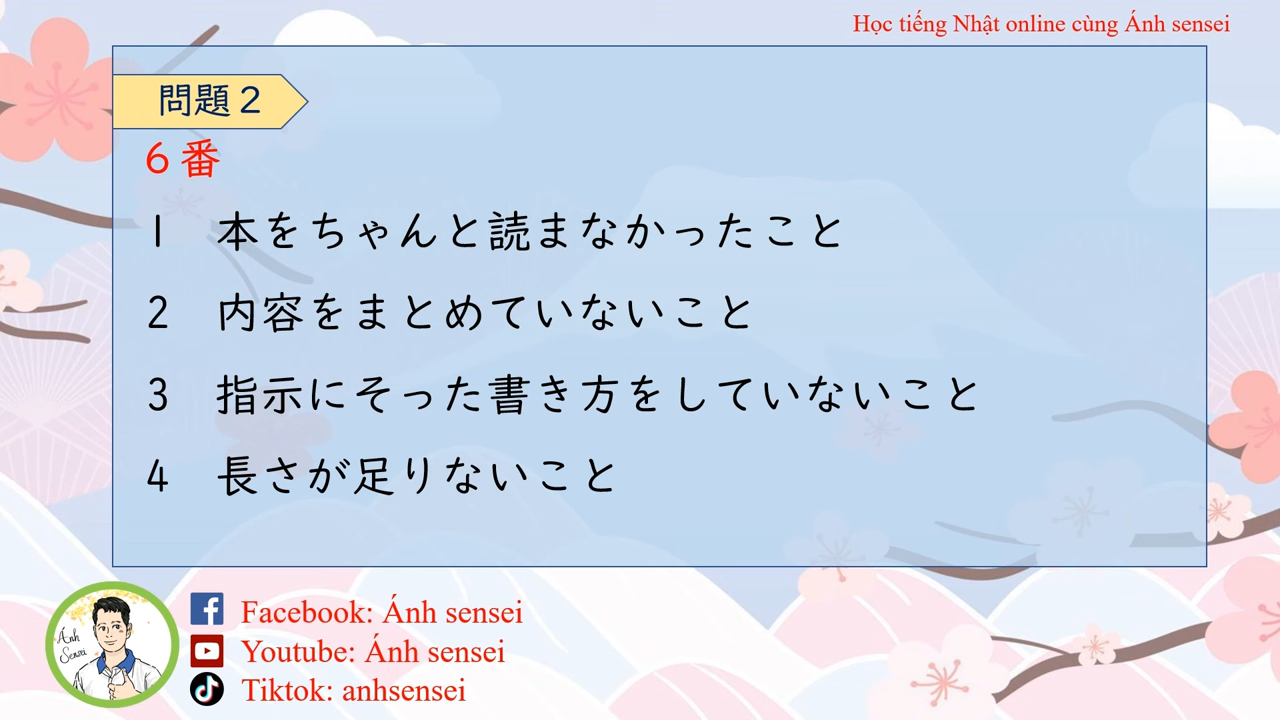 Học tiếng Nhật online cùng Ánh sensei
問題２
６番
1　本をちゃんと読まなかったこと
2　内容をまとめていないこと
3　指示にそった書き方をしていないこと
4　長さが足りないこと
Ánh Sensei
Facebook: Ánh sensei
Youtube: Ánh sensei
Tiktok: anhsensei